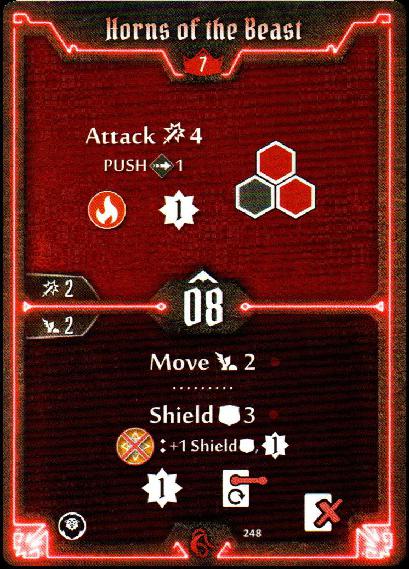 Horns of the Beast
7
Attack 4
PUSH 1
1
2
08
2
Move 2
Shield 3
: +1 Shield, 1
1
248